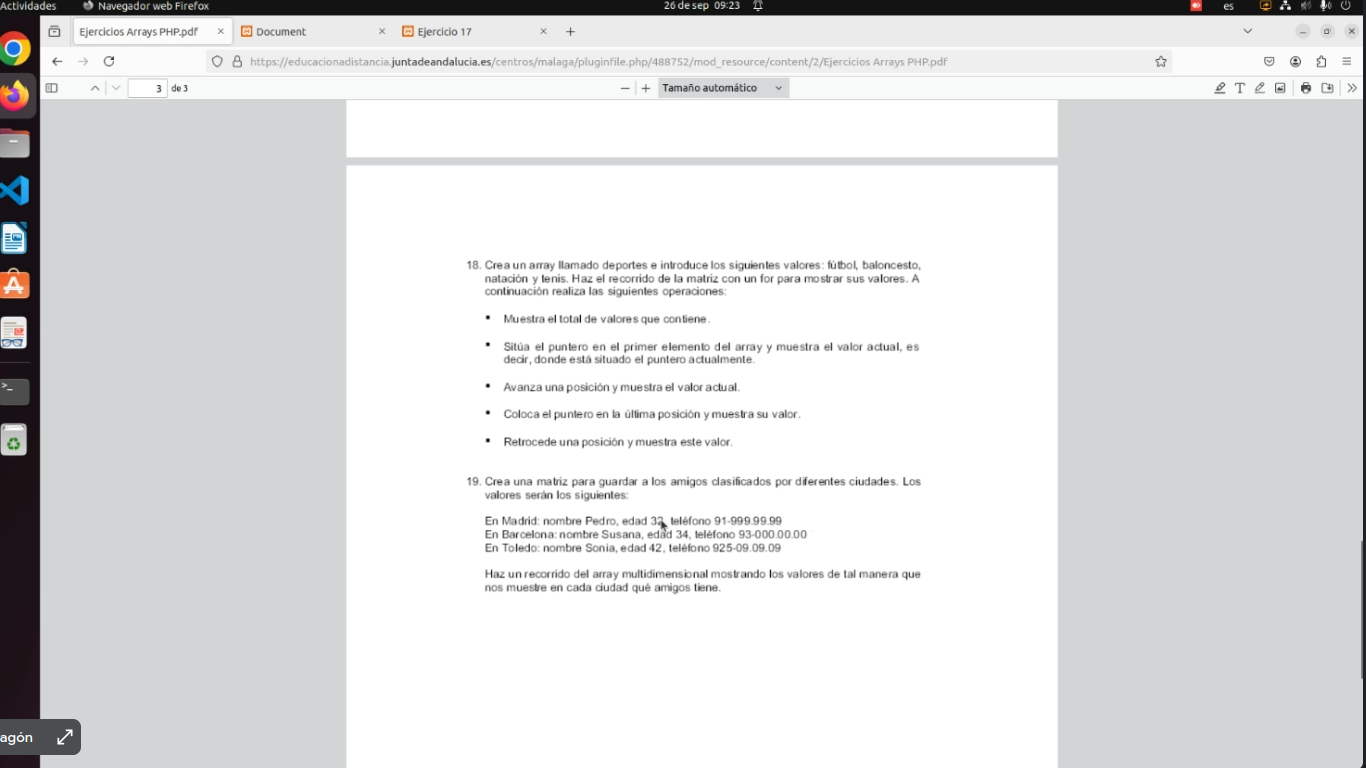 Actividades
Navegador web Firefox
26 de sep 09:23
es
Ejercicios Arrays PHP.pdf
Document
Ejercicio 17
https://educacionadistancia.juntadeandalucia.es/centros/malaga/pluginfile.php/488752/mod_resource/content/2/Ejercicios Arrays PHP.pdf
3 de 3
Tamaño automático
18. Crea un array llamado deportes e introduce los siguientes valores: fútbol, baloncesto,
natación y tenis. Haz el recorrido de la matriz con un for para mostrar sus valores. A
continuación realiza las siguientes operaciones:
▪ Muestra el total de valores que contiene.
▪ Sitúa el puntero en el primer elemento del array y muestra el valor actual, es
decir, donde está situado el puntero actualmente.
▪ Avanza una posición y muestra el valor actual.
▪ Coloca el puntero en la última posición y muestra su valor.
▪ Retrocede una posición y muestra este valor.
19. Crea una matriz para guardar a los amigos clasificados por diferentes ciudades. Los
valores serán los siguientes:
En Madrid: nombre Pedro, edad 32, teléfono 91-999.99.99
En Barcelona: nombre Susana, edad 34, teléfono 93-000.00.00
En Toledo: nombre Sonia, edad 42, teléfono 925-09.09.09
Haz un recorrido del array multidimensional mostrando los valores de tal manera que
nos muestre en cada ciudad qué amigos tiene.
agón